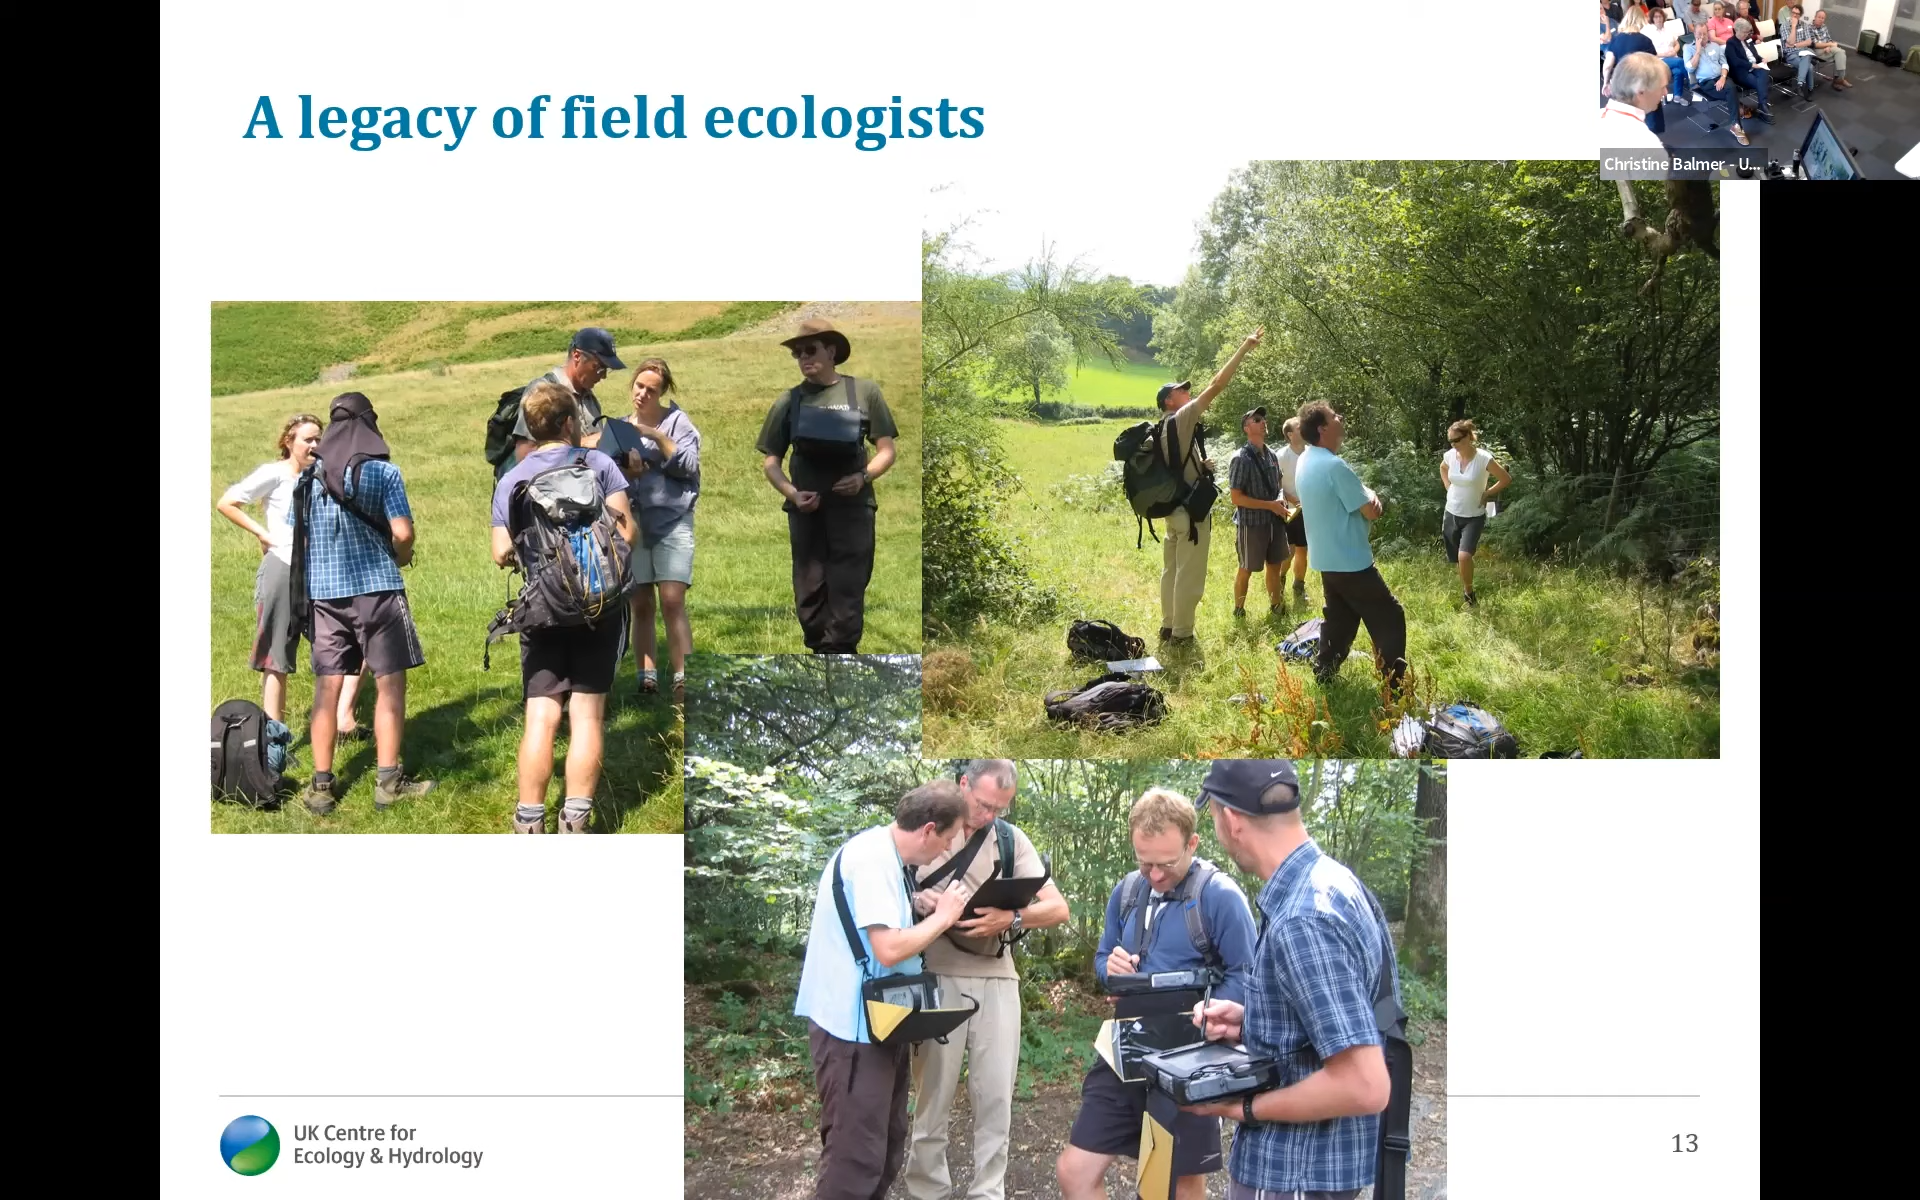 A legacy of field ecologists
Christine Balmer - U...
UK Centre for
Ecology & Hydrology
13